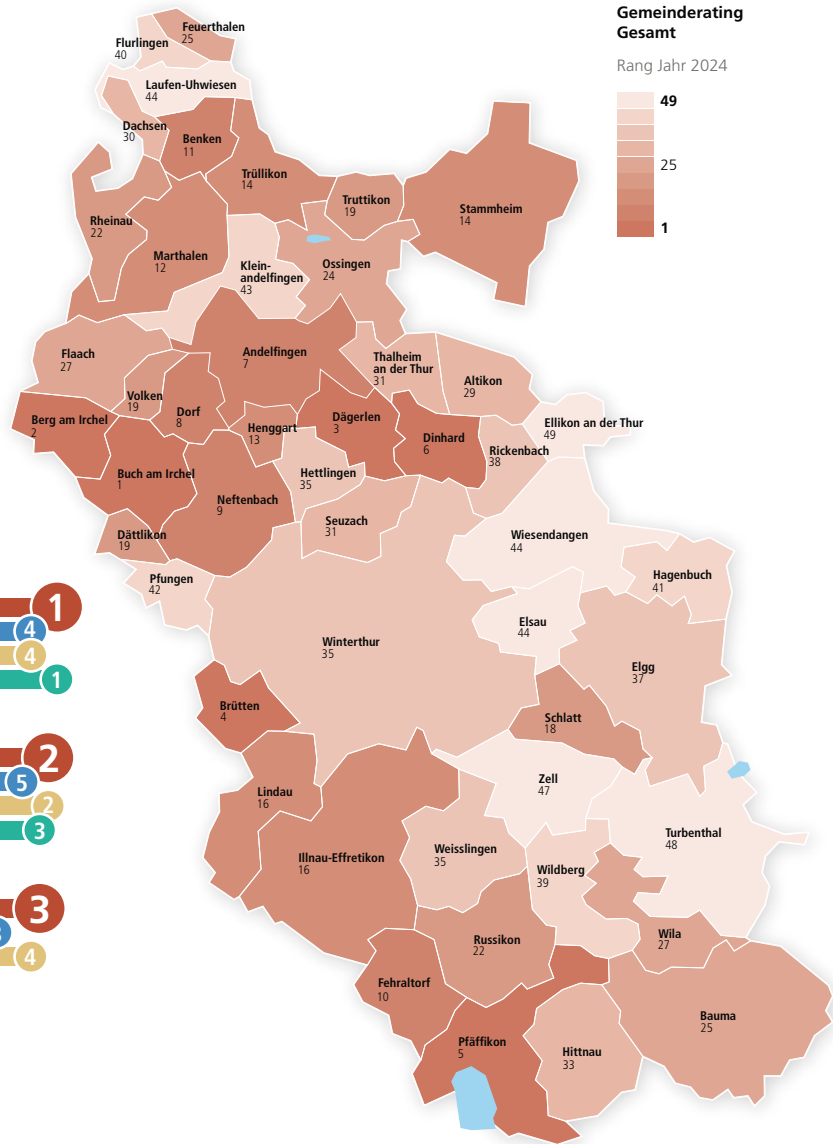 Gemeinderating
Gesamt
Rang Jahr 2024
49
25
1
Feuerthalen
25
Flurlingen
40
Laufen-Uhwiesen
44
Dachsen
30
Benken
11
Trüllikon
14
Truttikon
19
Stammheim
14
Rheinau
22
Marthalen
12
Klein-
andelfingen
43
Ossingen
24
Flaach
27
Andelfingen
7
Thalheim
an der Thur
31
Altikon
29
Volken
19
Dorf
8
Berg am Irchel
2
Henggart
13
Dägerlen
3
Dinhard
6
Rickenbach
38
Ellikon an der Thur
49
Buch am Irchel
1
Neftenbach
9
Hettlingen
35
Seuzach
31
Dättlikon
19
Wiesendangen
44
Pfungen
42
Hagenbuch
41
Elsau
44
Winterthur
35
Elgg
37
Brütten
4
Schlatt
18
Lindau
16
Zell
47
Illnau-Effretikon
16
Weisslingen
35
Turbenthal
48
Wildberg
39
Russikon
22
Wila
27
Fehraltorf
10
Bauma
25
Pfäffikon
5
Hittnau
33
1
4
4
1
2
5
2
3
3
4